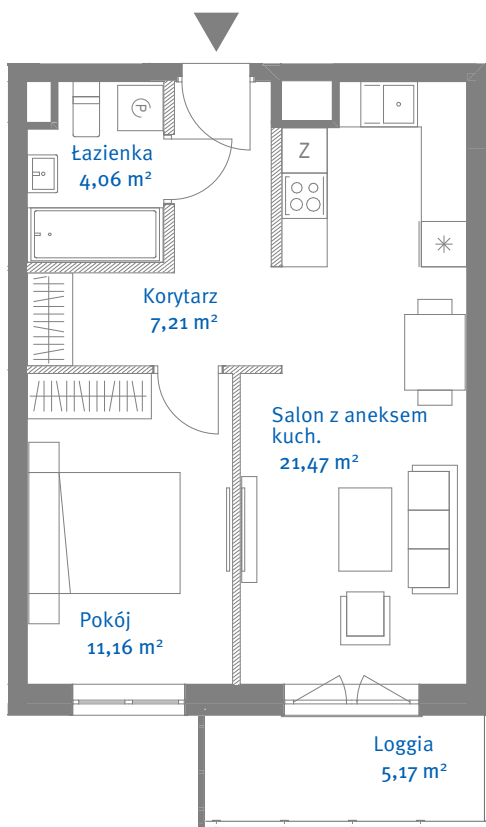 P
Łazienka
4,06 m²
Z
Korytarz
7,21 m²
Salon z aneksem
kuch.
21,47 m²
Pokój
11,16 m²
Loggia
5,17 m²